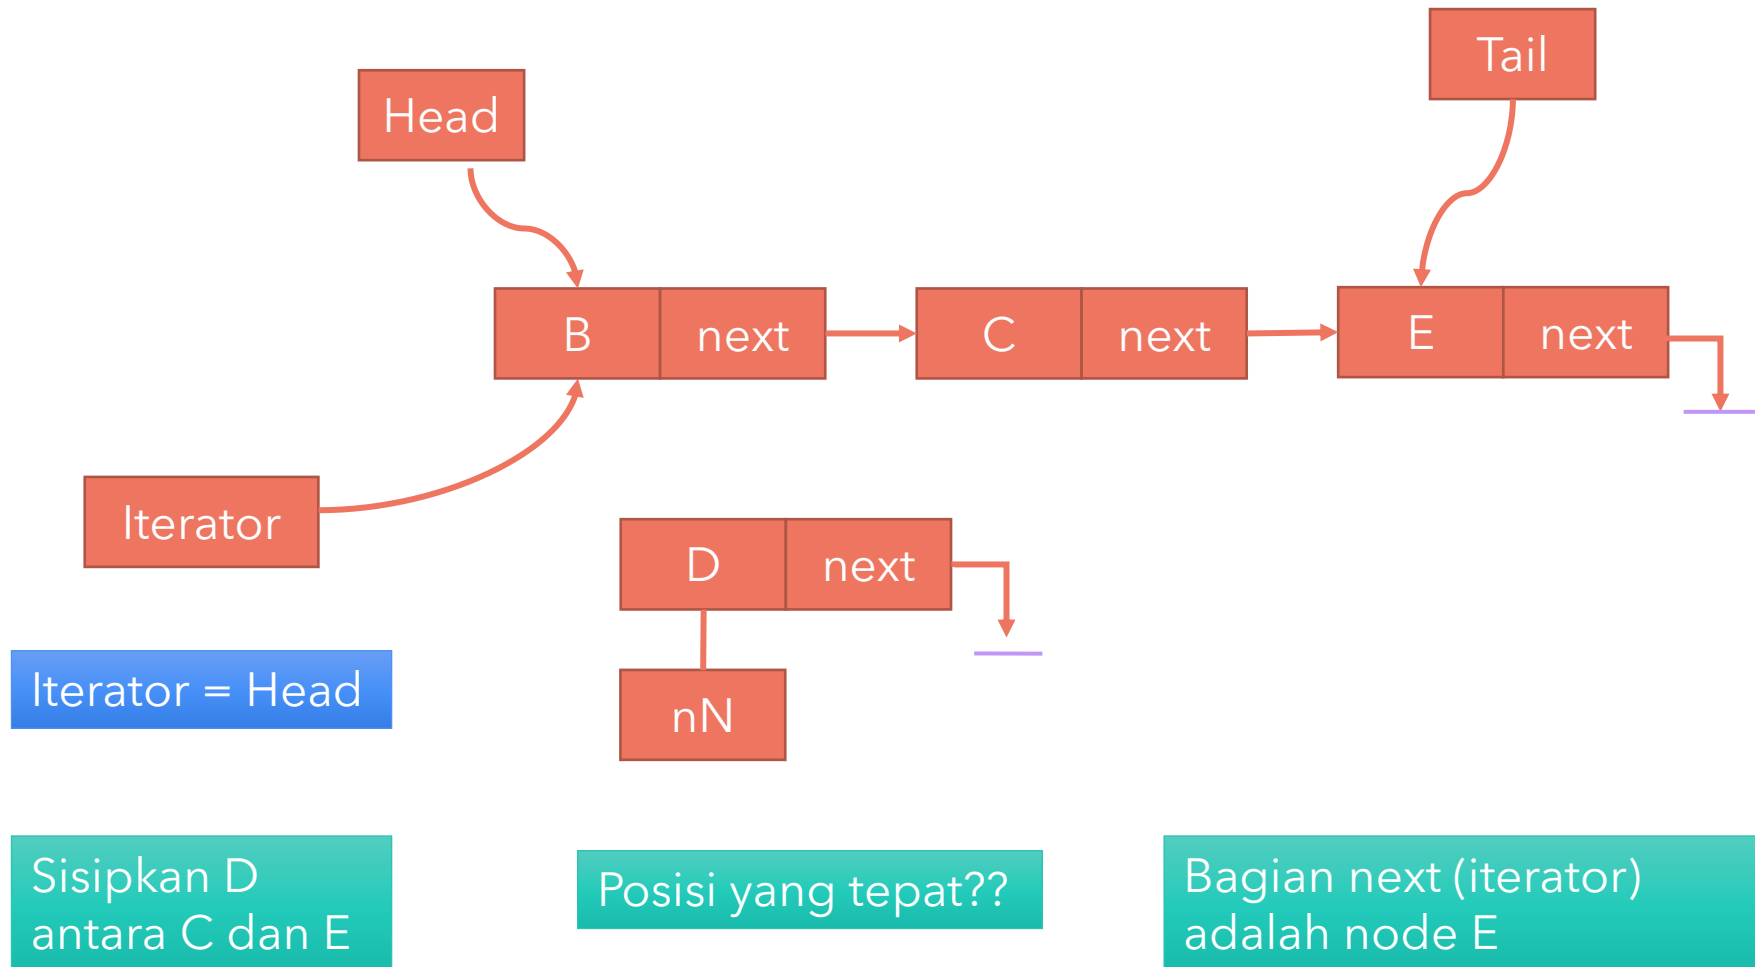 Tail
Head
B next
C next
E next
Iterator
D next
Iterator = Head
nN
Sisipkan D
antara C dan E
Posisi yang tepat??
Bagian next (iterator)
adalah node E